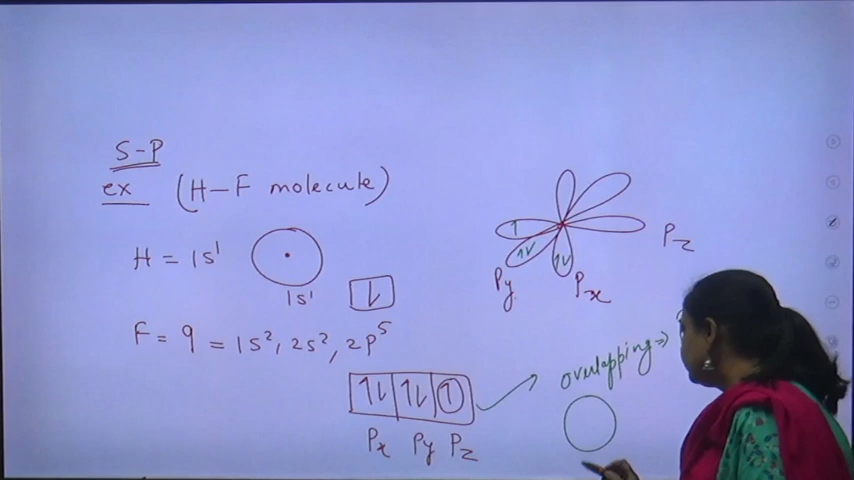 S-P
ex (H-F molecule)
H = 1s¹
1s¹
⇂
F = 9 = 1s², 2s², 2p⁵
↿⇂ ↿⇂ ↿
Px Py Pz
↿ ↿⇂ ↿⇂
Pz
Py Px
overlapping ⇒